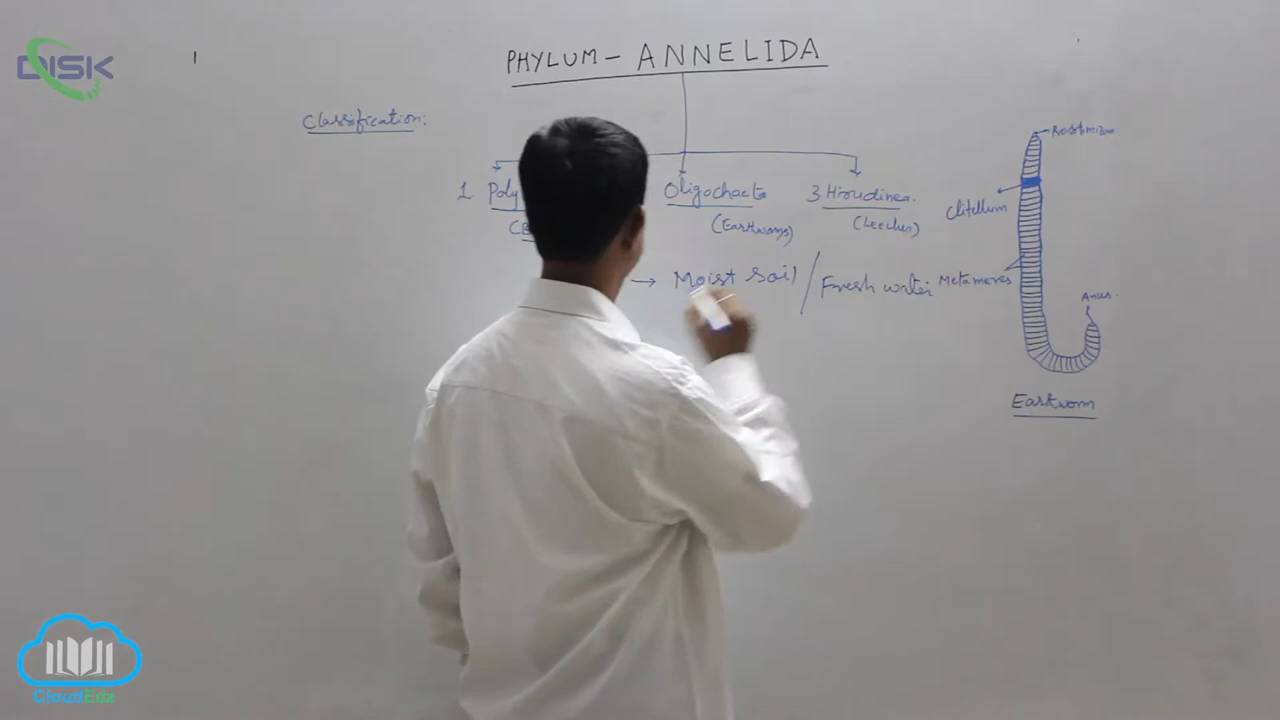 DISK
PHYLUM - ANNELIDA
Classification:
1. Poly
Oligochaeta
3 Hirudinea.
(Earthworms)
(Leeches)
→ Moist Soil / Fresh water
Clitellum
Metameres
Anus.
Earthworm
CloudEdz